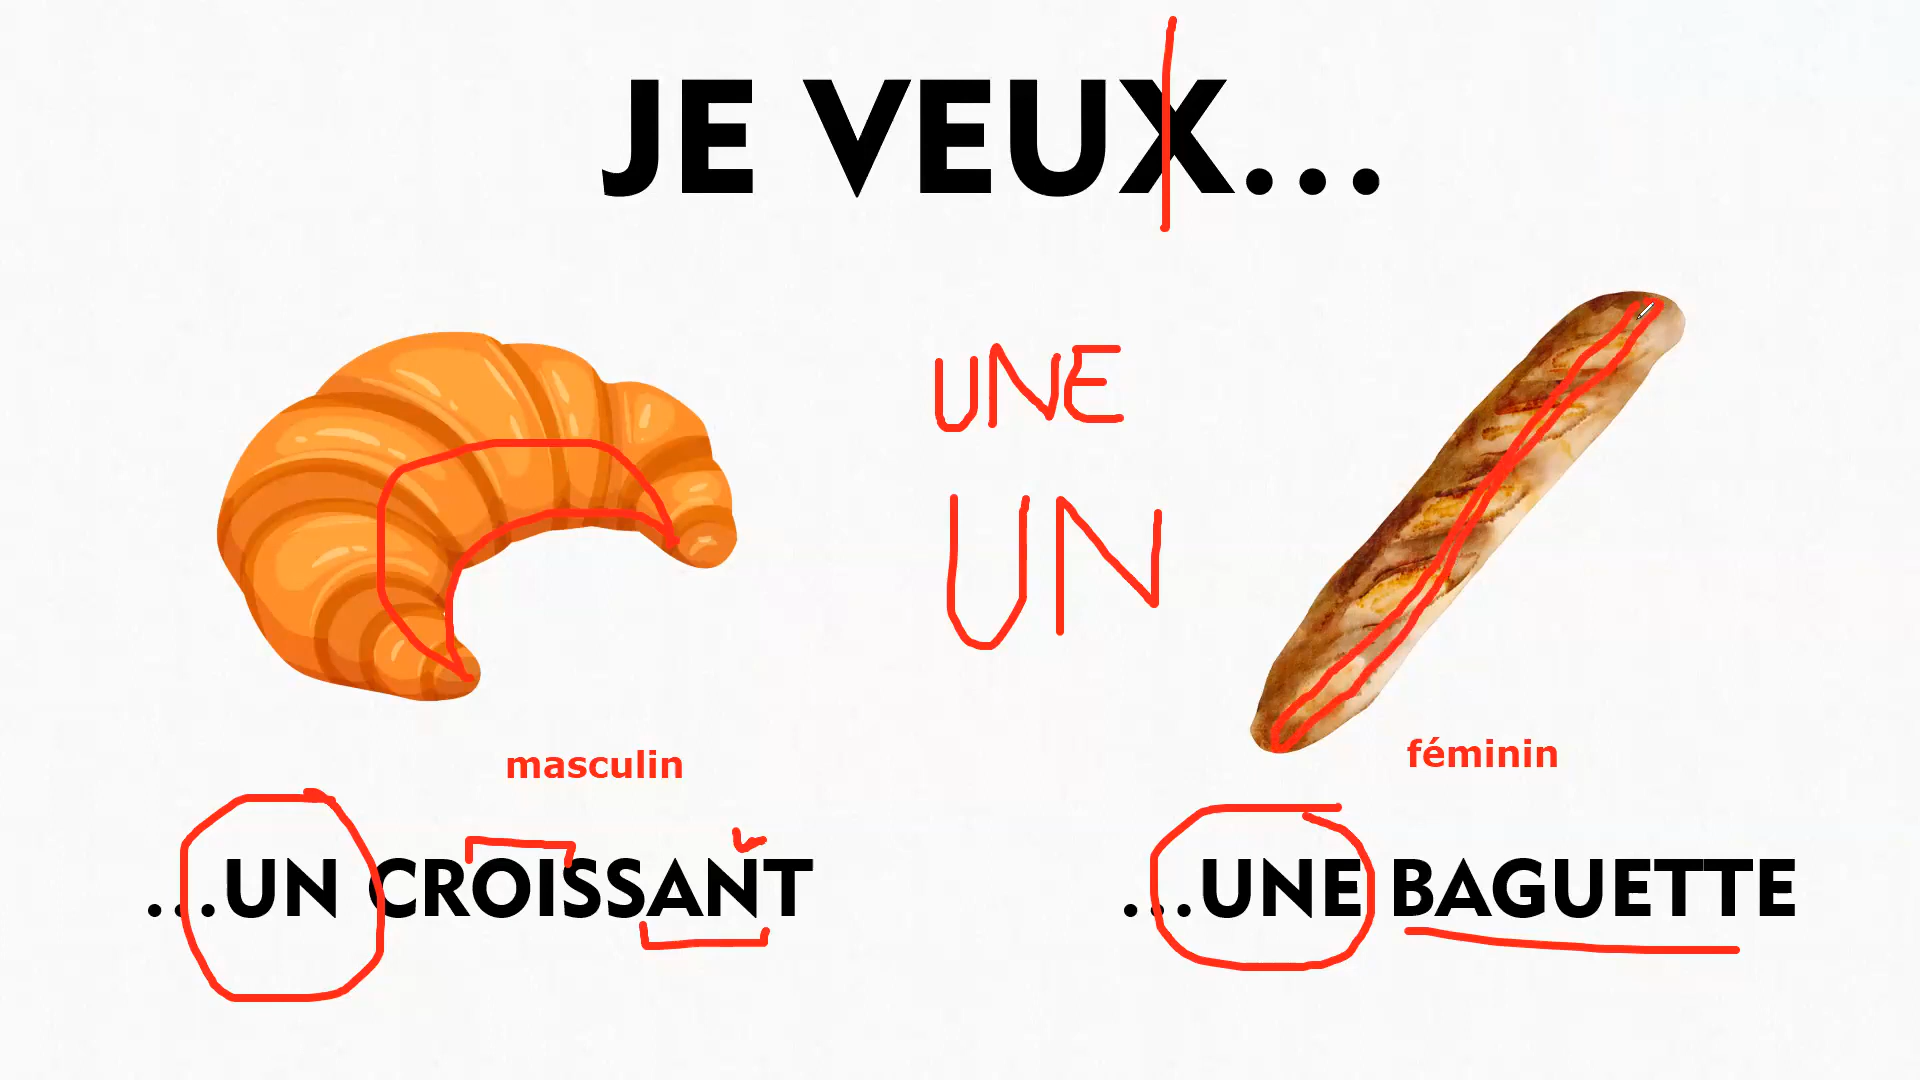 JE VEUX...
UNE
UN
masculin
féminin
...UN CROISSANT
...UNE BAGUETTE